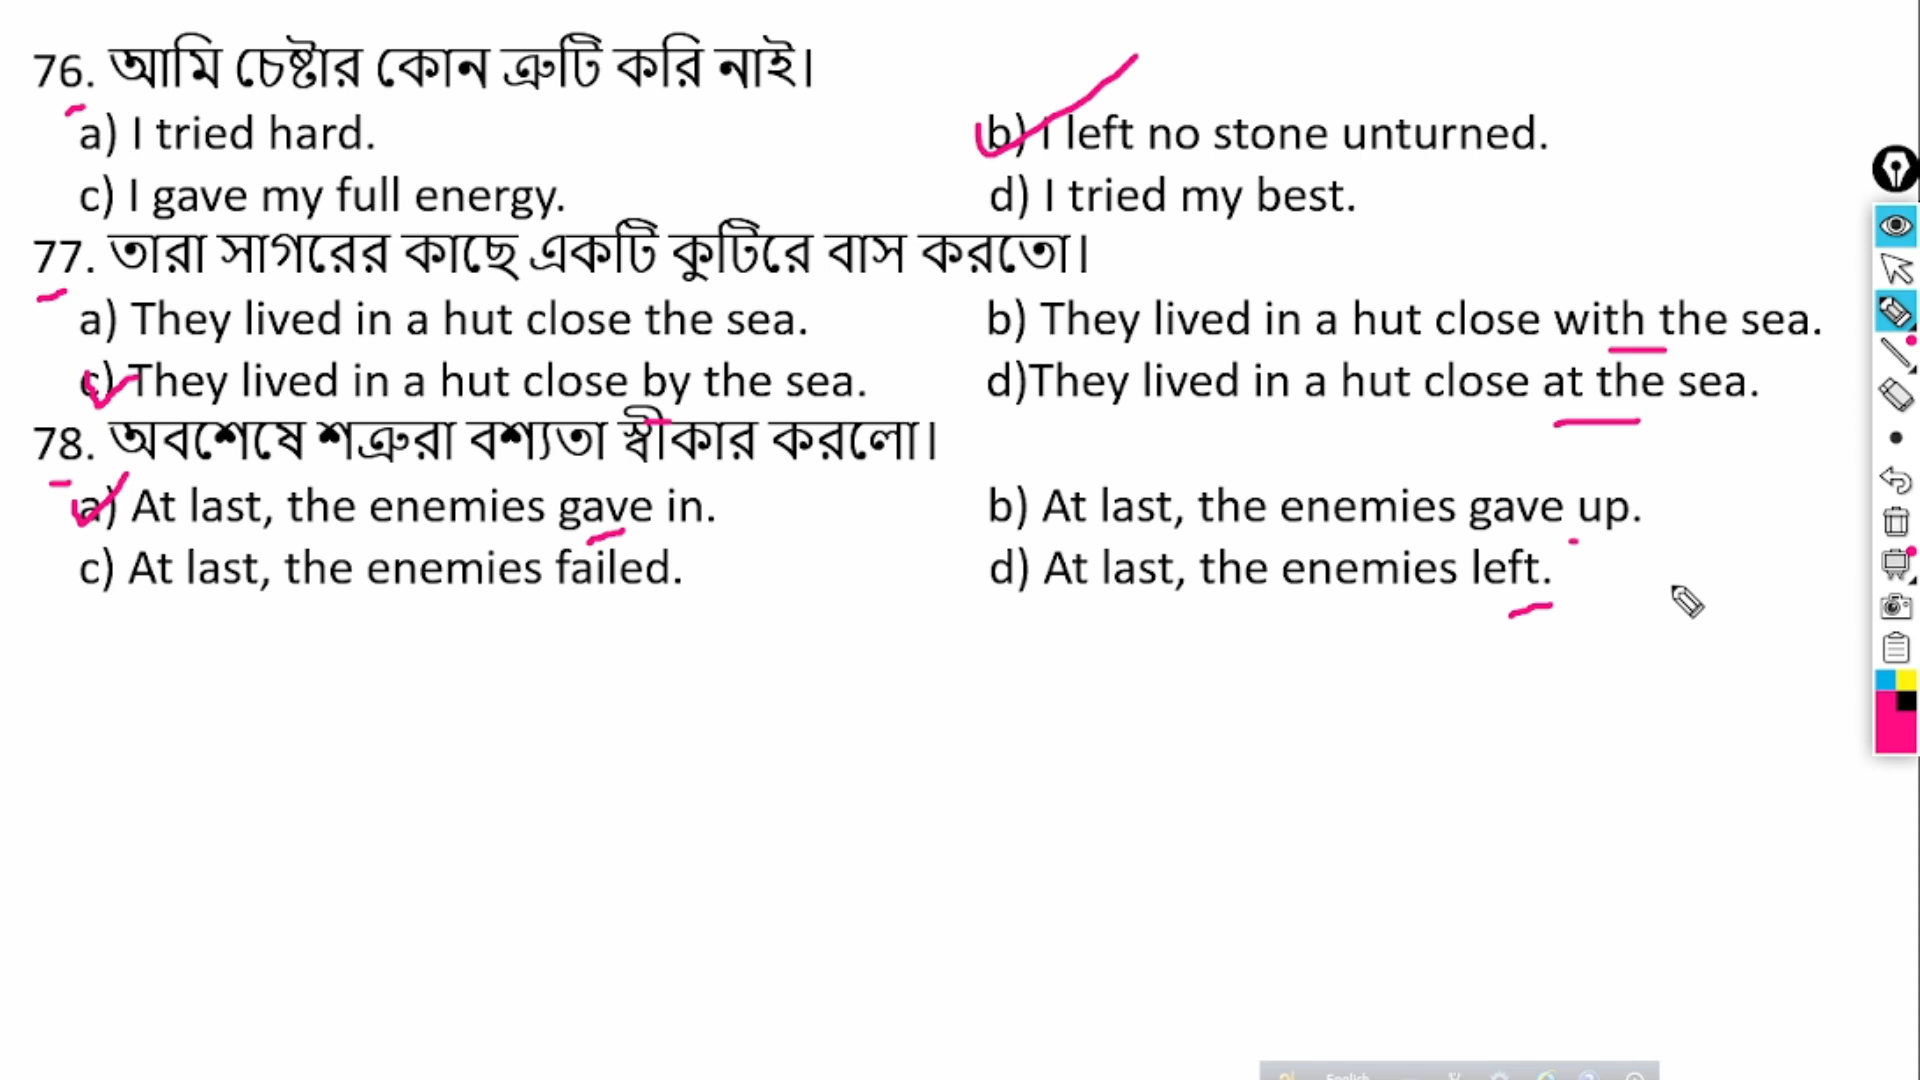 76. আমি চেষ্টার কোন ত্রুটি করি নাই।
a) I tried hard. b) I left no stone unturned.
c) I gave my full energy. d) I tried my best.
77. তারা সাগরের কাছে একটি কুটিরে বাস করতো।
a) They lived in a hut close the sea. b) They lived in a hut close with the sea.
c) They lived in a hut close by the sea. d)They lived in a hut close at the sea.
78. অবশেষে শত্রুরা বশ্যতা স্বীকার করলো।
a) At last, the enemies gave in. b) At last, the enemies gave up.
c) At last, the enemies failed. d) At last, the enemies left.
English